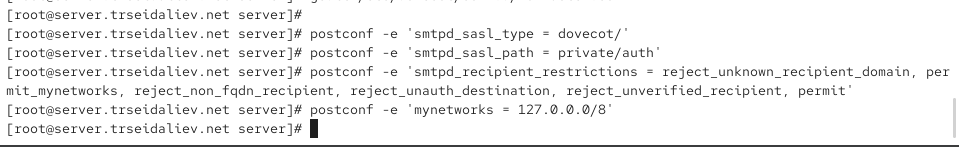 [root@server.trseidaliev.net server]#
[root@server.trseidaliev.net server]# postconf -e 'smtpd_sasl_type = dovecot/'
[root@server.trseidaliev.net server]# postconf -e 'smtpd_sasl_path = private/auth'
[root@server.trseidaliev.net server]# postconf -e 'smtpd_recipient_restrictions = reject_unknown_recipient_domain, per
mit_mynetworks, reject_non_fqdn_recipient, reject_unauth_destination, reject_unverified_recipient, permit'
[root@server.trseidaliev.net server]# postconf -e 'mynetworks = 127.0.0.0/8'
[root@server.trseidaliev.net server]#